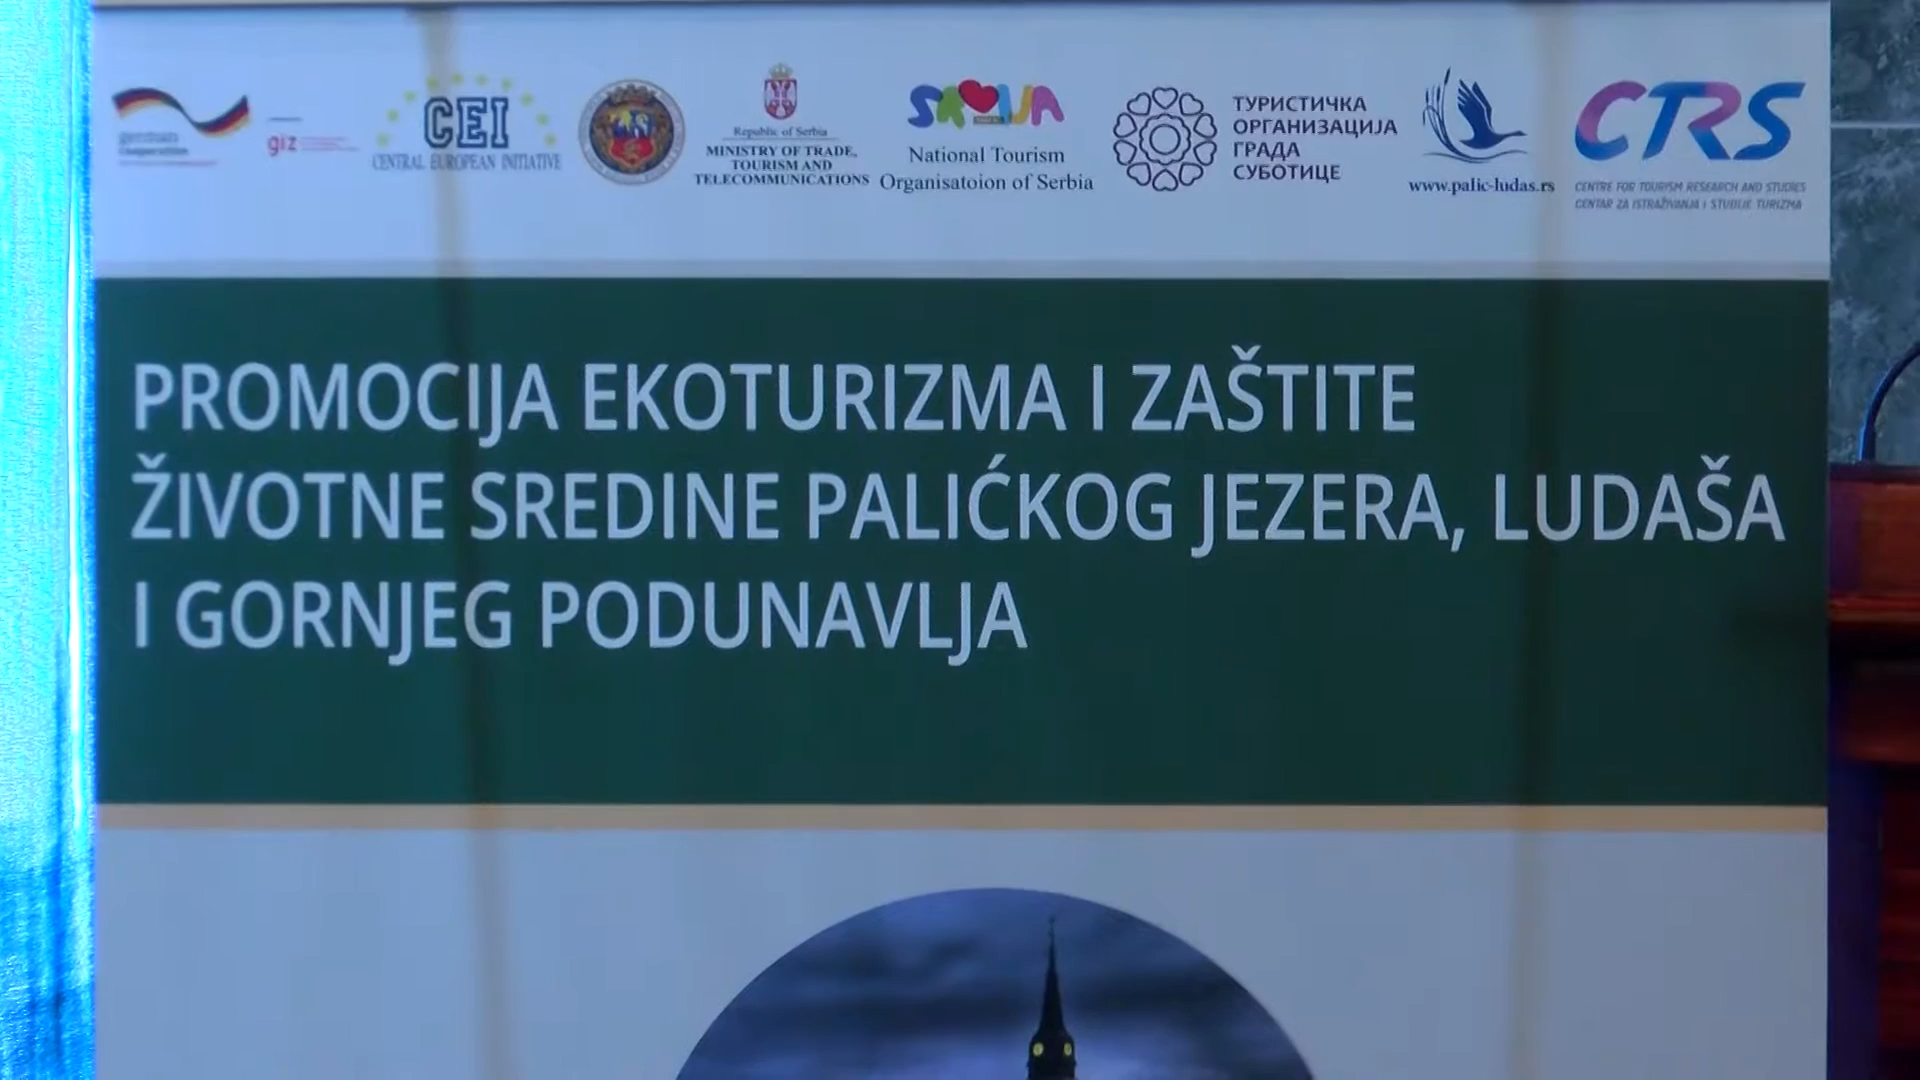 german
cooperation
giz
CEI
CENTRAL EUROPEAN INITIATIVE
Republic of Serbia
MINISTRY OF TRADE,
TOURISM AND
TELECOMMUNICATIONS
National Tourism
Organisatoion of Serbia
ТУРИСТИЧКА
ОРГАНИЗАЦИЈА
ГРАДА
СУБОТИЦЕ
www.palic-ludas.rs
CTRS
CENTRE FOR TOURISM RESEARCH AND STUDIES
CENTAR ZA ISTRAŽIVANJA I STUDIJE TURIZMA
PROMOCIJA EKOTURIZMA I ZAŠTITE
ŽIVOTNE SREDINE PALIĆKOG JEZERA, LUDAŠA
I GORNJEG PODUNAVLJA